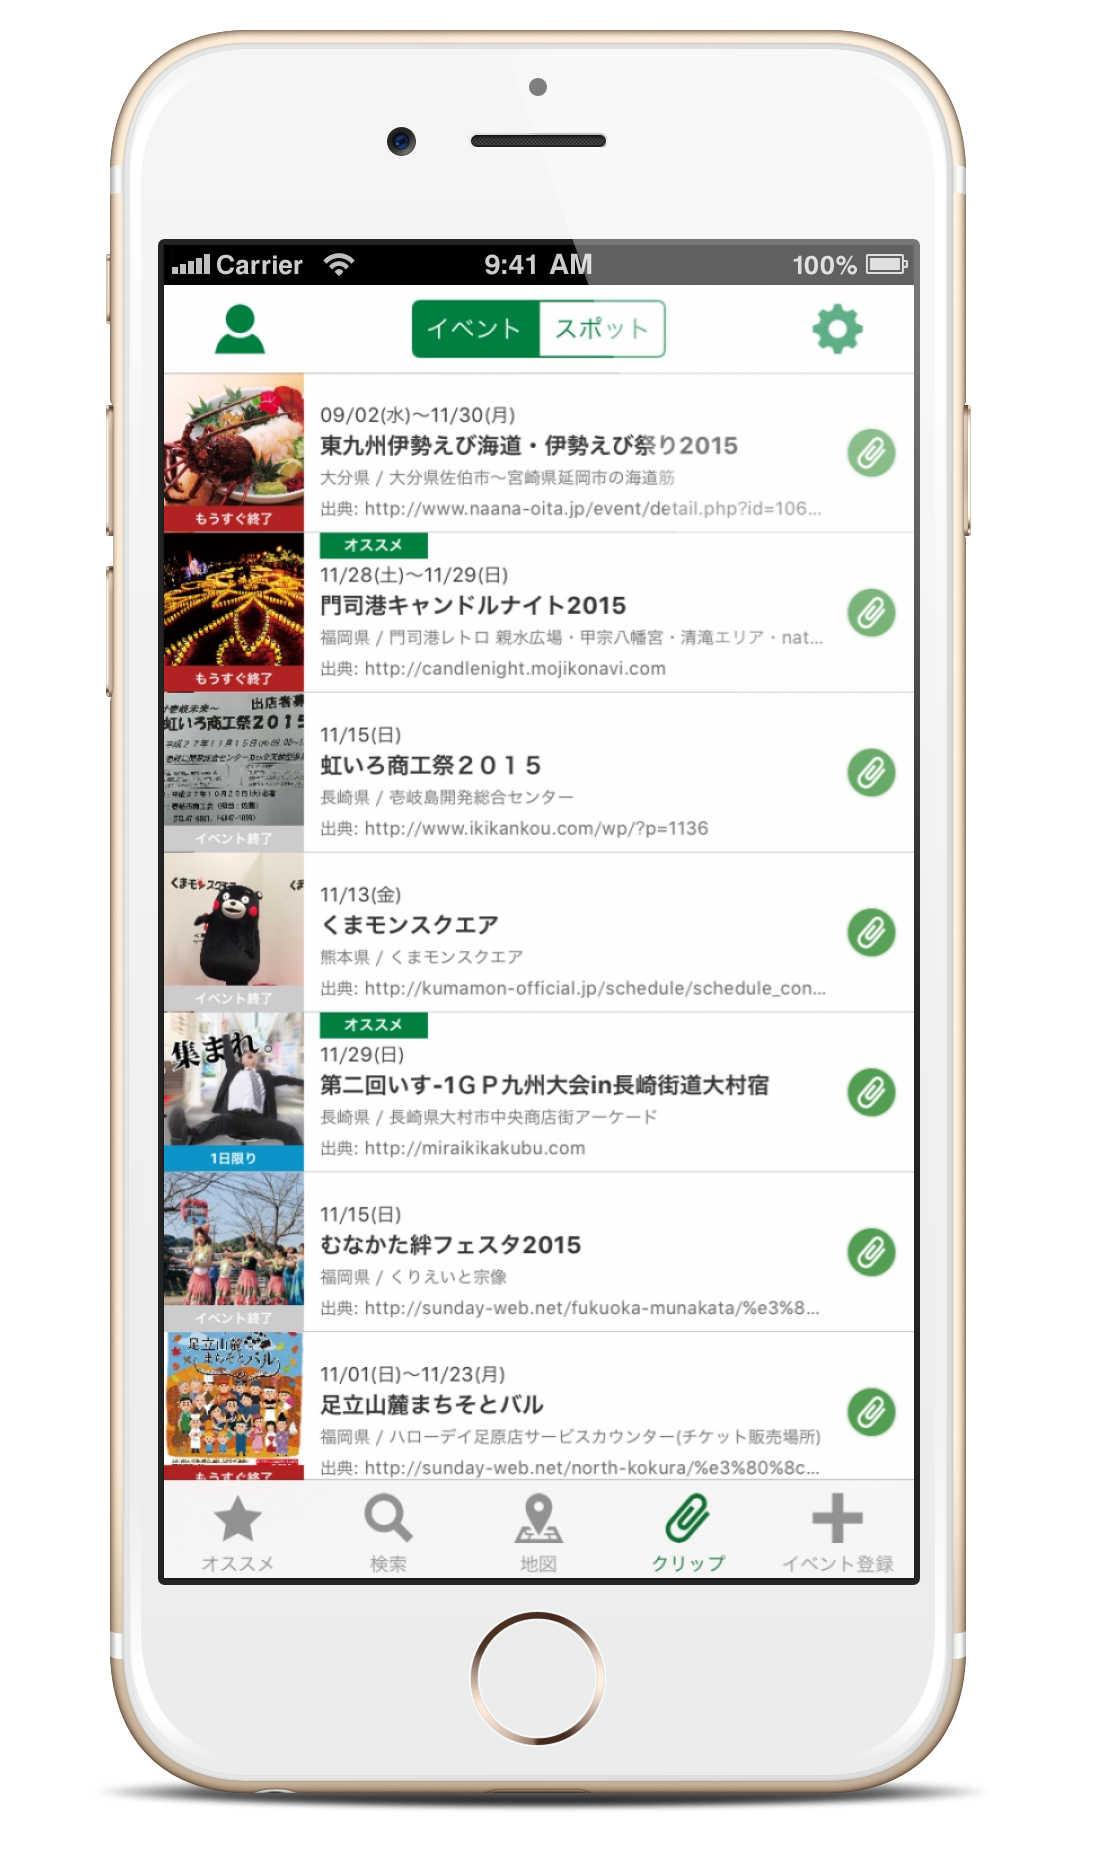 Carrier 9:41 AM 100%
イベント スポット
09/02(水)〜11/30(月)
東九州伊勢えび海道・伊勢えび祭り2015
大分県 / 大分県佐伯市〜宮崎県延岡市の海道筋
出典: http://www.naana-oita.jp/event/detail.php?id=106...
もうすぐ終了
オススメ
11/28(土)〜11/29(日)
門司港キャンドルナイト2015
福岡県 / 門司港レトロ 親水広場・甲宗八幡宮・清滝エリア・nat...
出典: http://candlenight.mojikonavi.com
もうすぐ終了
出店者募
虹いろ商工祭2015
11/15(日)
虹いろ商工祭２０１５
長崎県 / 壱岐島開発総合センター
出典: http://www.ikikankou.com/wp/?p=1136
イベント終了
くまモンスクエア
11/13(金)
くまモンスクエア
熊本県 / くまモンスクエア
出典: http://kumamon-official.jp/schedule/schedule_con...
イベント終了
集まれ。
オススメ
11/29(日)
第二回いす-1ＧＰ九州大会in長崎街道大村宿
長崎県 / 長崎県大村市中央商店街アーケード
出典: http://miraikikakubu.com
1日限り
11/15(日)
むなかた絆フェスタ2015
福岡県 / くりえいと宗像
出典: http://sunday-web.net/fukuoka-munakata/%e3%8...
イベント終了
足立山麓
まちそとバル
11/01(日)〜11/23(月)
足立山麓まちそとバル
福岡県 / ハローデイ足原店サービスカウンター(チケット販売場所)
出典: http://sunday-web.net/north-kokura/%e3%80%8c...
もうすぐ終了
オススメ 検索 地図 クリップ イベント登録